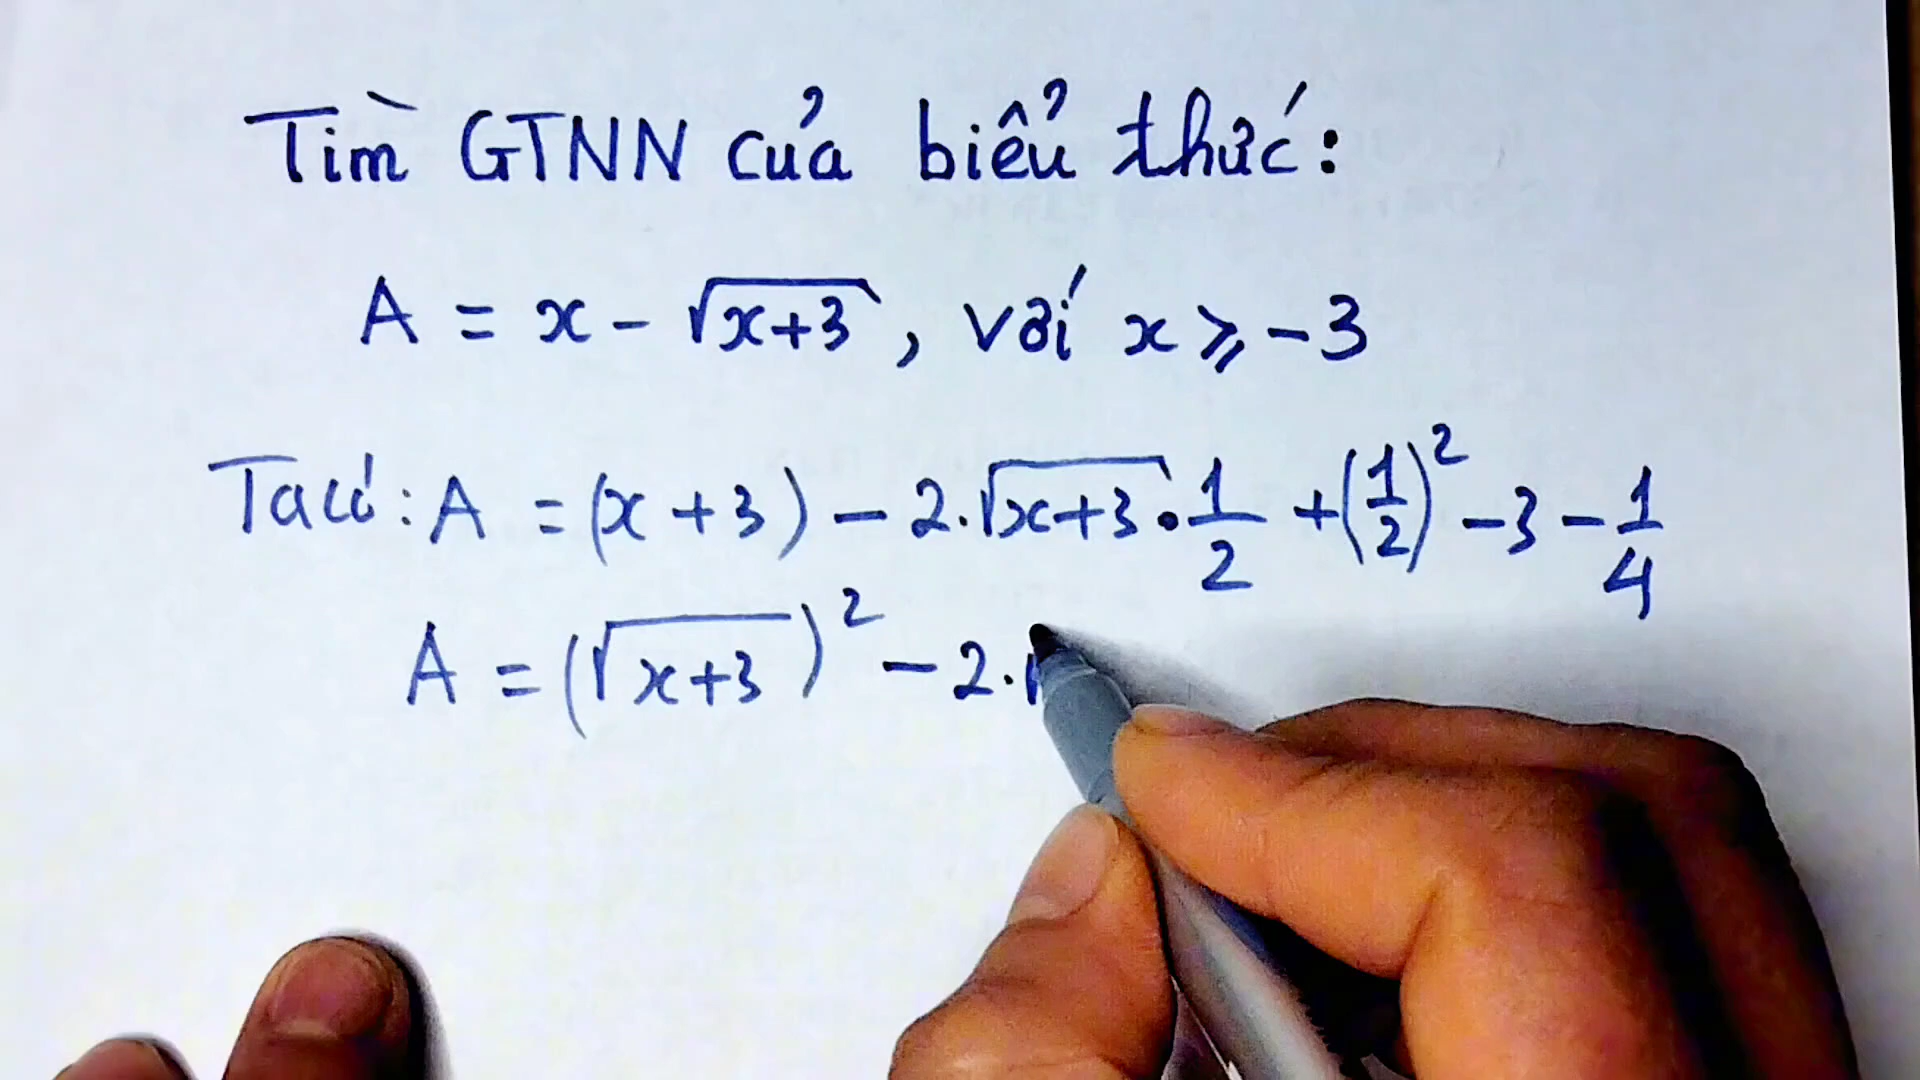 Tìm GTNN của biểu thức:
A = x - √(x+3), với x ⩾ -3
Ta có: A = (x + 3) - 2.√(x+3) . 1/2 + (1/2)² - 3 - 1/4
A = (√(x+3))² - 2.